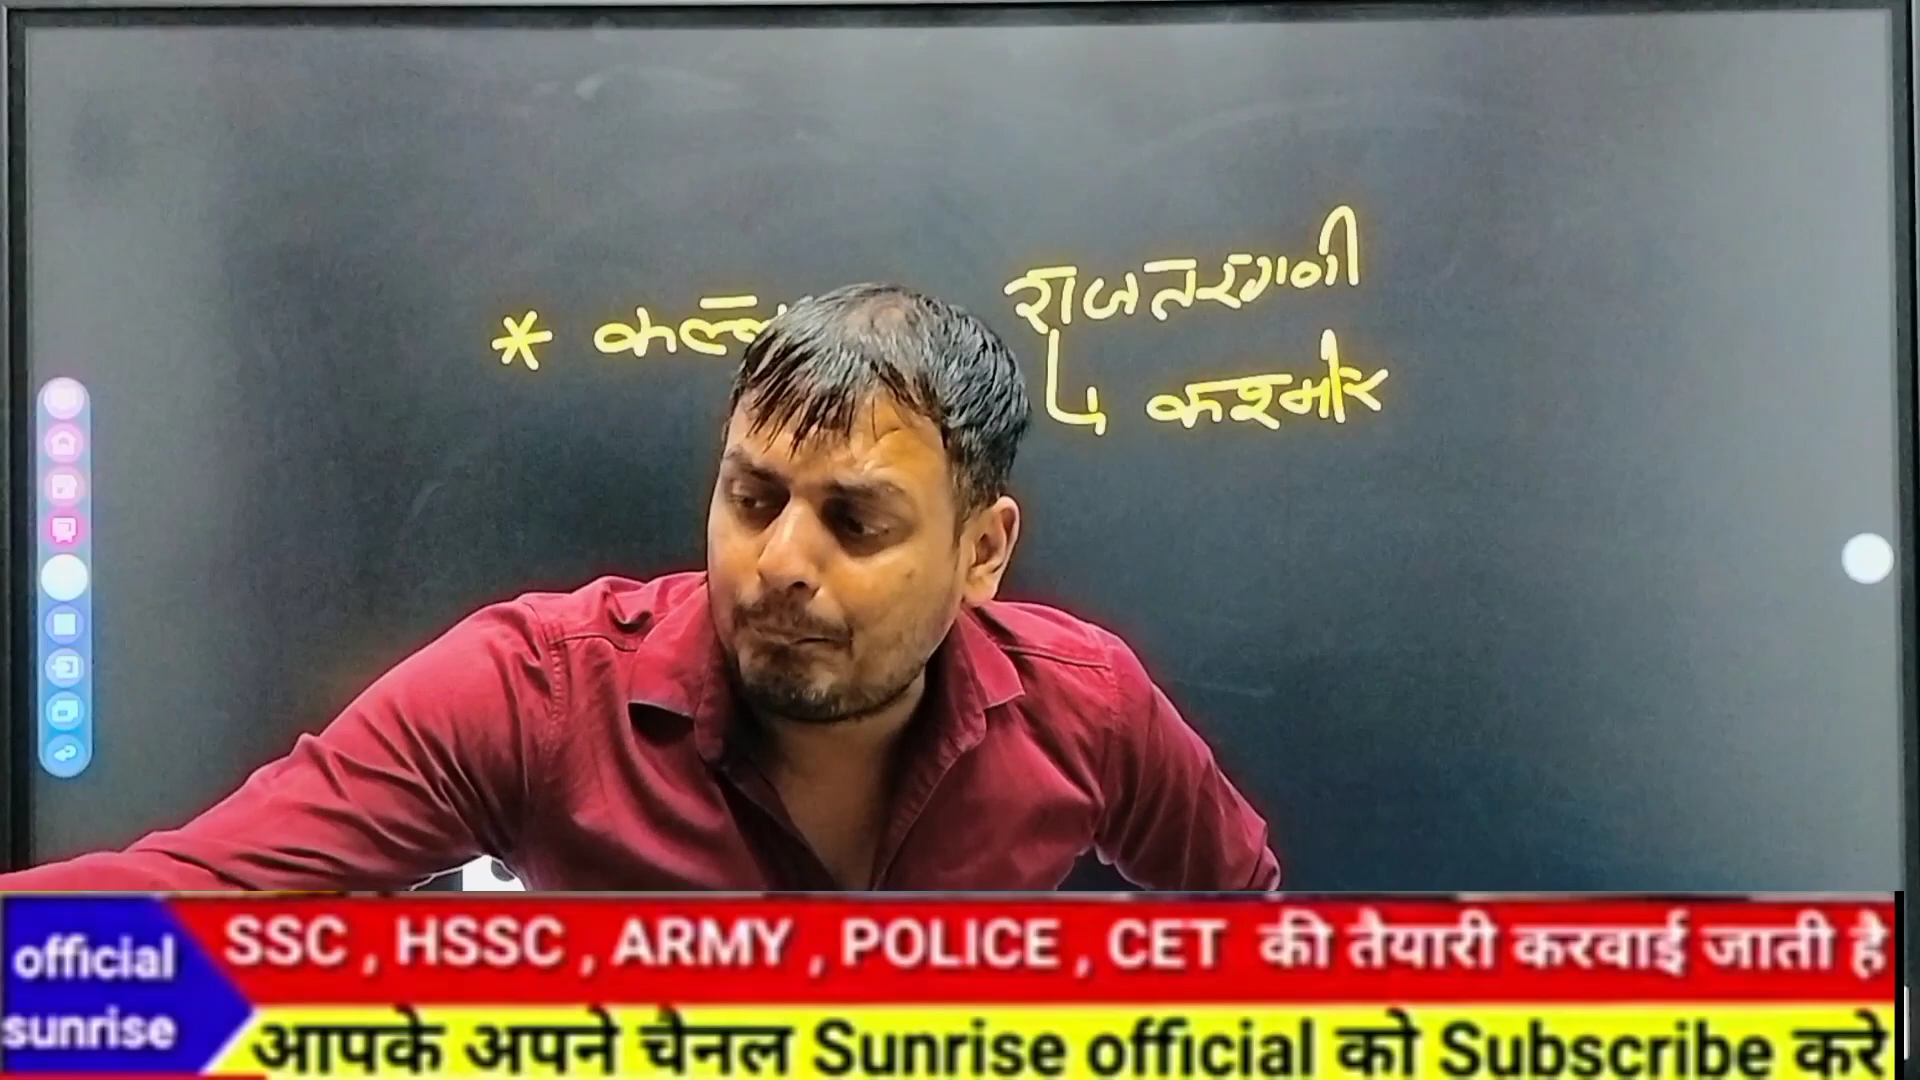 राजतरंगणी
* कल्ह
कश्मीर
official
sunrise
SSC , HSSC , ARMY , POLICE , CET की तैयारी करवाई जाती है
आपके अपने चैनल Sunrise official को Subscribe करे